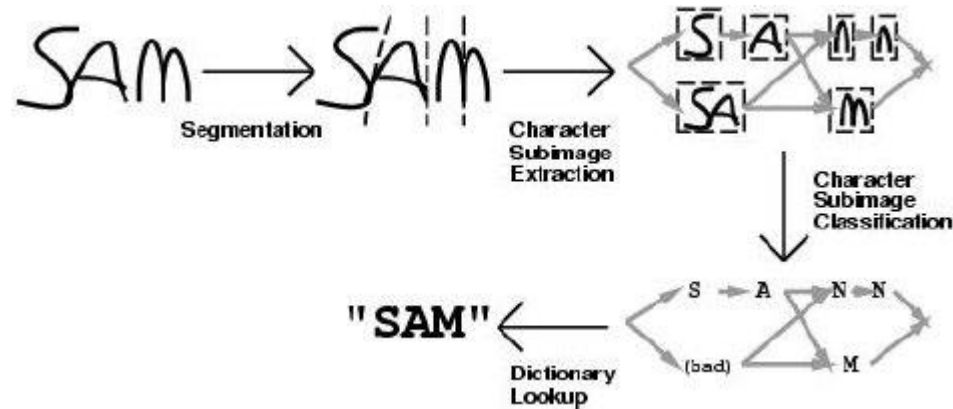 SAM
SAM
S A n n
SA m
Segmentation
Character
Subimage
Extraction
Character
Subimage
Classification
S A N N
(bad) M
"SAM"
Dictionary
Lookup